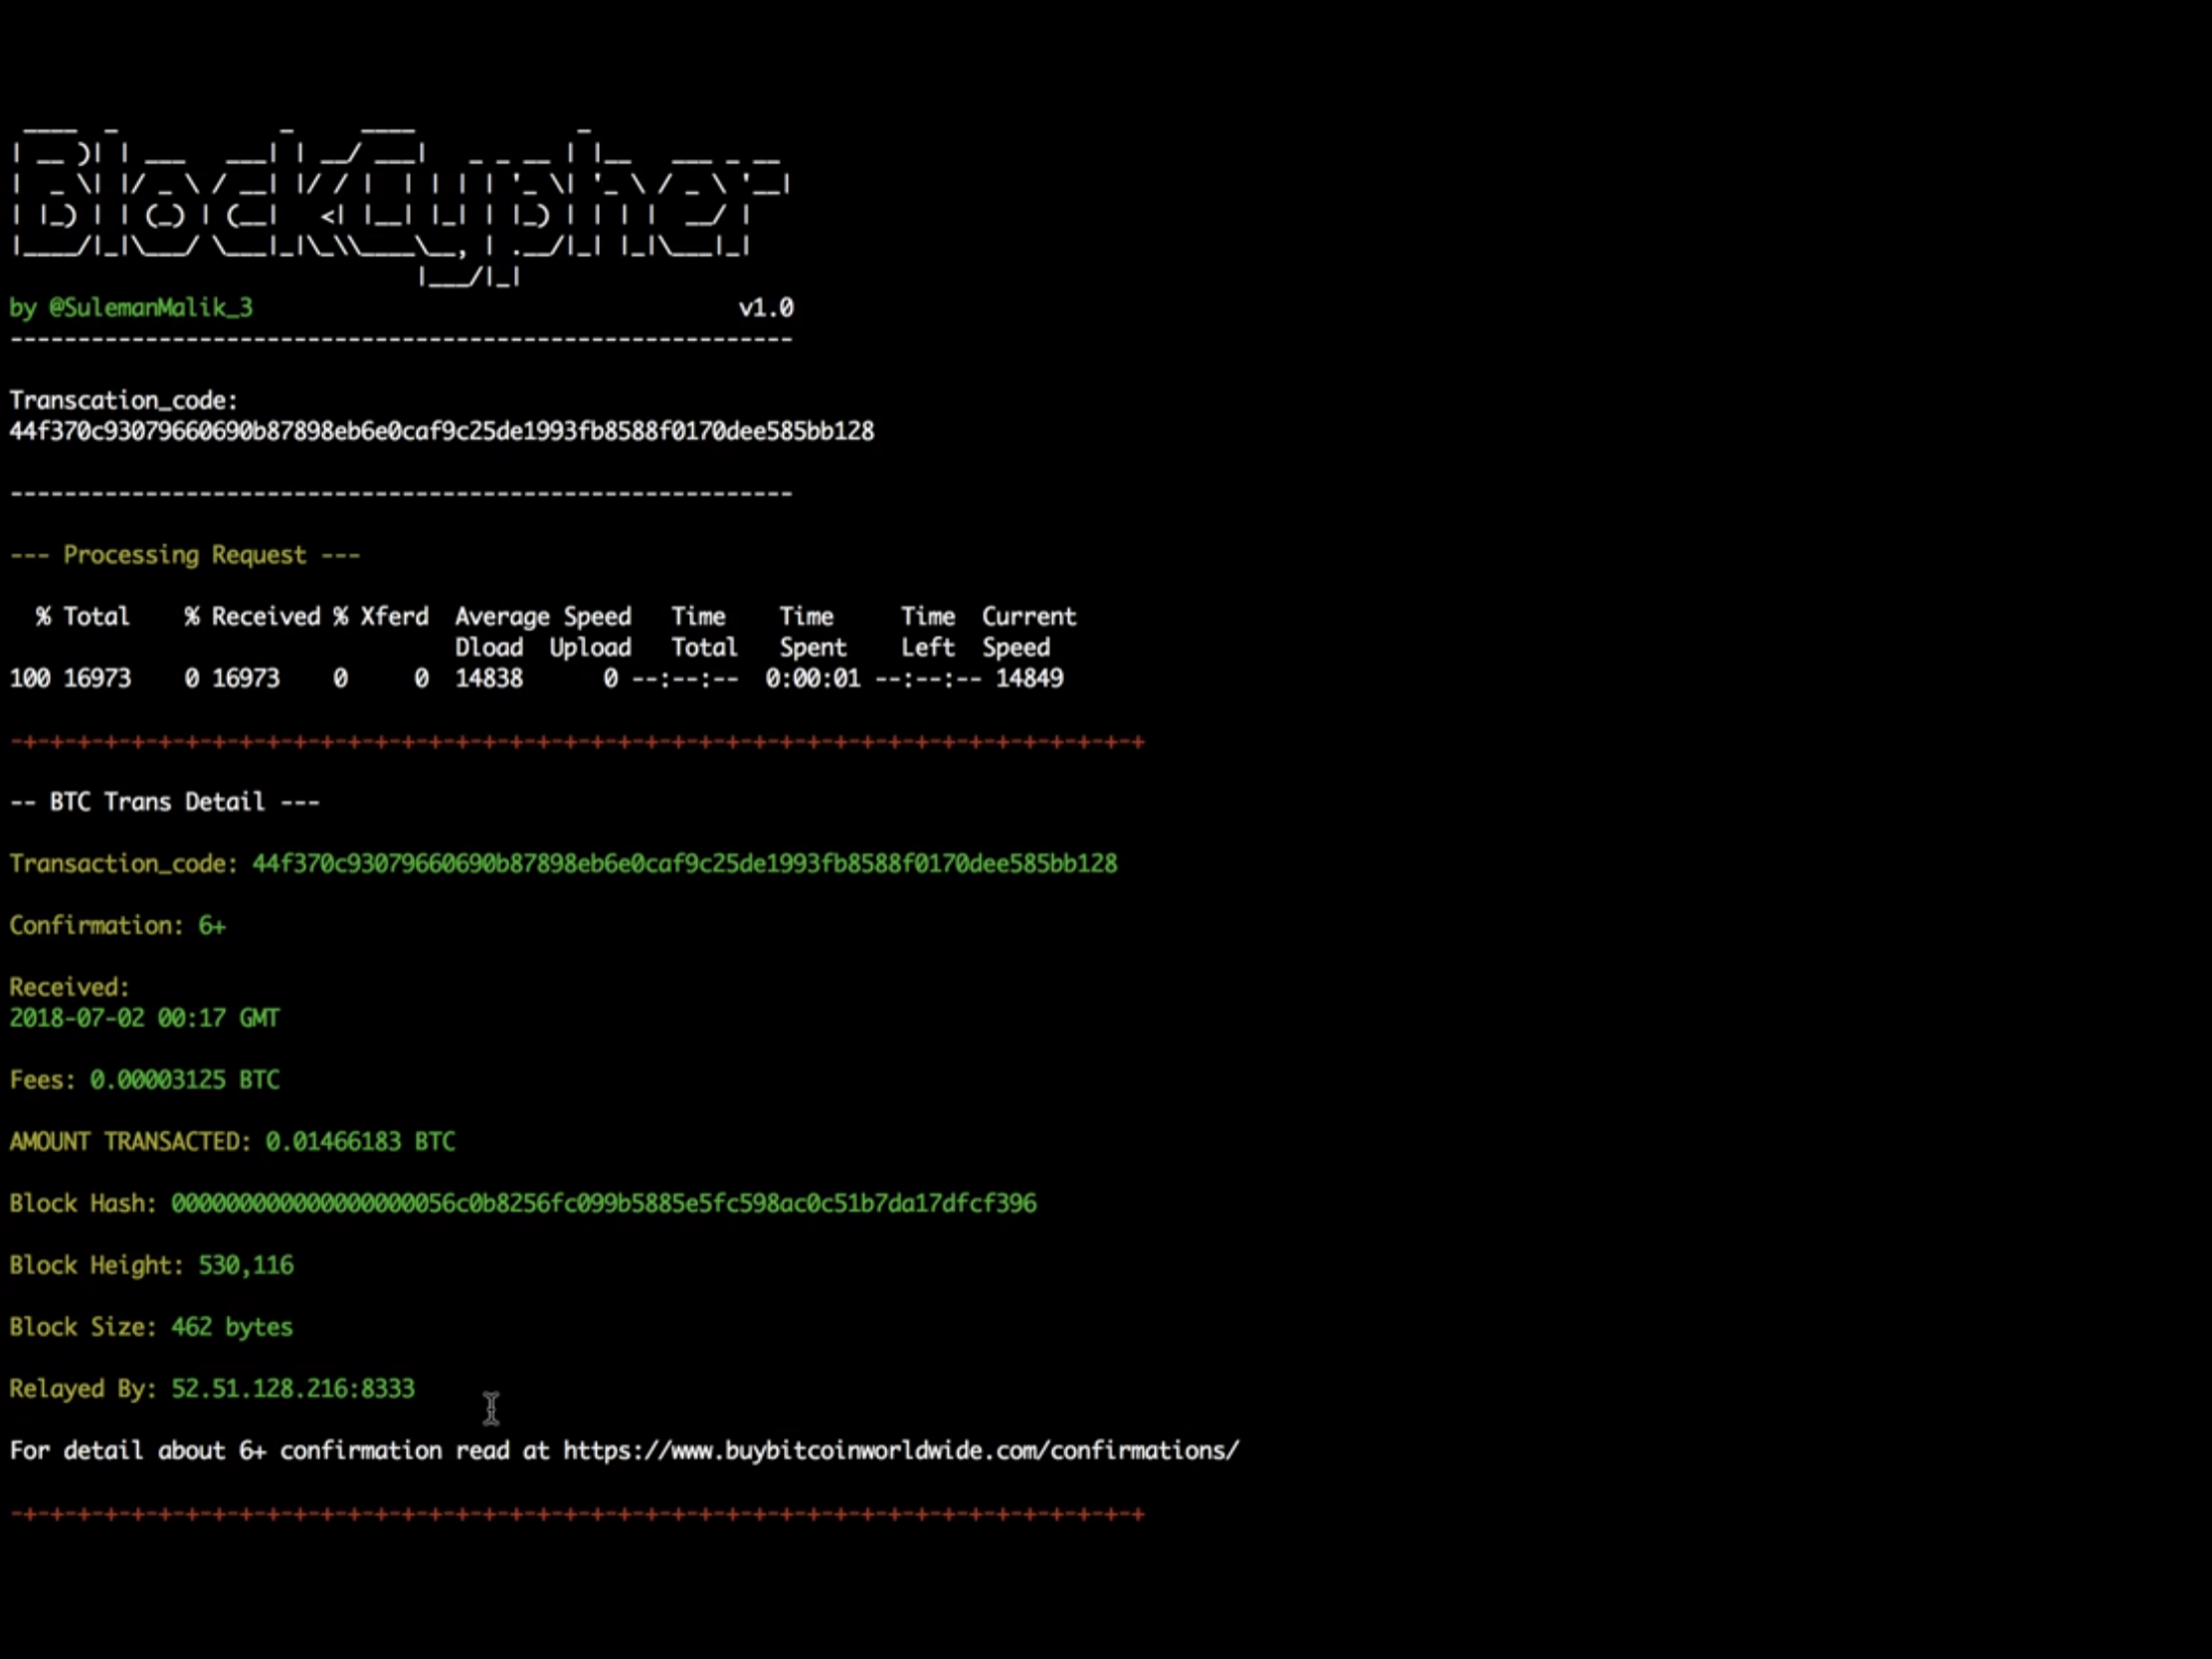 BlockCypher
by @SulemanMalik_3 v1.0
----------------------------------------------------------
Transcation_code:
44f370c93079660690b87898eb6e0caf9c25de1993fb8588f0170dee585bb128
----------------------------------------------------------
--- Processing Request ---
% Total % Received % Xferd Average Speed Time Time Time Current
Dload Upload Total Spent Left Speed
100 16973 0 16973 0 0 14838 0 --:--:-- 0:00:01 --:--:-- 14849
-+-+-+-+-+-+-+-+-+-+-+-+-+-+-+-+-+-+-+-+-+-+-+-+-+-+-+-+-+-+-+-+-+-+-+-+-+-+-+-+-+-+
-- BTC Trans Detail ---
Transaction_code: 44f370c93079660690b87898eb6e0caf9c25de1993fb8588f0170dee585bb128
Confirmation: 6+
Received:
2018-07-02 00:17 GMT
Fees: 0.00003125 BTC
AMOUNT TRANSACTED: 0.01466183 BTC
Block Hash: 00000000000000000000056c0b8256fc099b5885e5fc598ac0c51b7da17dfcf396
Block Height: 530,116
Block Size: 462 bytes
Relayed By: 52.51.128.216:8333
For detail about 6+ confirmation read at https://www.buybitcoinworldwide.com/confirmations/
-+-+-+-+-+-+-+-+-+-+-+-+-+-+-+-+-+-+-+-+-+-+-+-+-+-+-+-+-+-+-+-+-+-+-+-+-+-+-+-+-+-+